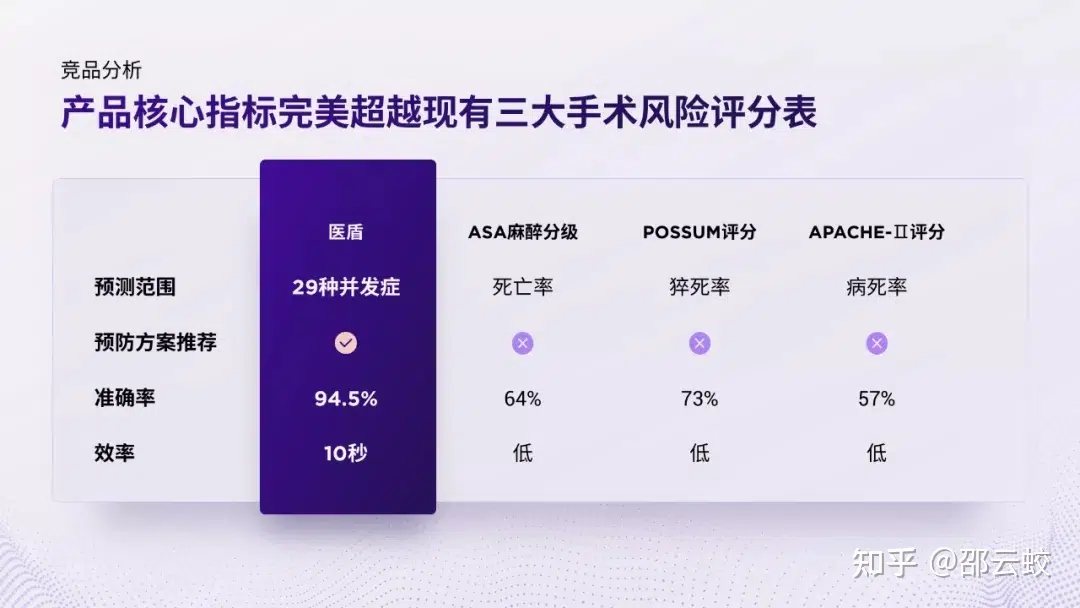 竞品分析
产品核心指标完美超越现有三大手术风险评分表
医盾 ASA麻醉分级 POSSUM评分 APACHE-Ⅱ评分
预测范围 29种并发症 死亡率 猝死率 病死率
预防方案推荐
准确率 94.5% 64% 73% 57%
效率 10秒 低 低 低
知乎 @邵云蛟